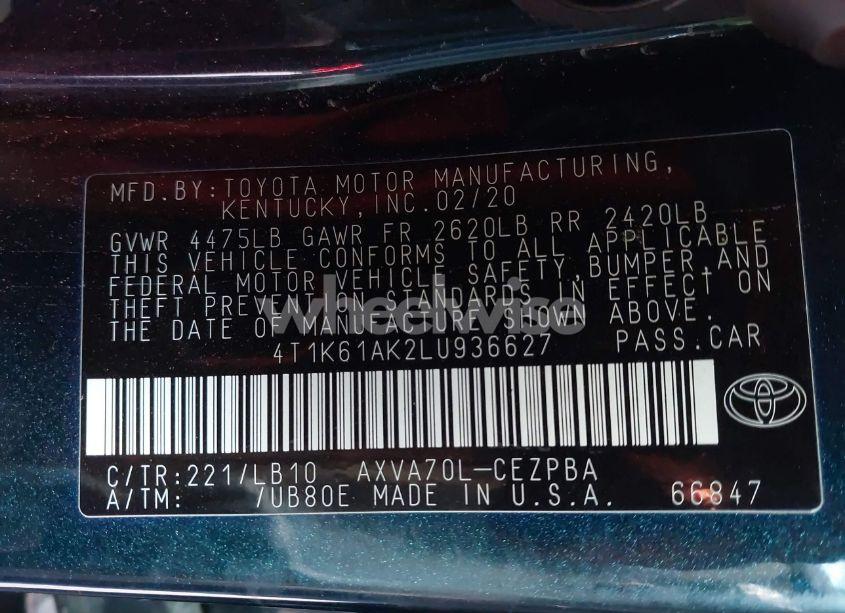 MFD.BY:TOYOTA MOTOR MANUFACTURING,
KENTUCKY,INC.02/20
GVWR 4475LB GAWR FR 2620LB RR 2420LB
THIS VEHICLE CONFORMS TO ALL APPLICABLE
FEDERAL MOTOR VEHICLE SAFETY,BUMPER,AND
THEFT PREVENTION STANDARDS IN EFFECT ON
THE DATE OF MANUFACTURE SHOWN ABOVE.
wheelwise
4T1K61AK2LU936627 PASS.CAR
C/TR:221/LB10 AXVA70L-CEZPBA
A/TM: /UB80E MADE IN U.S.A. 66847